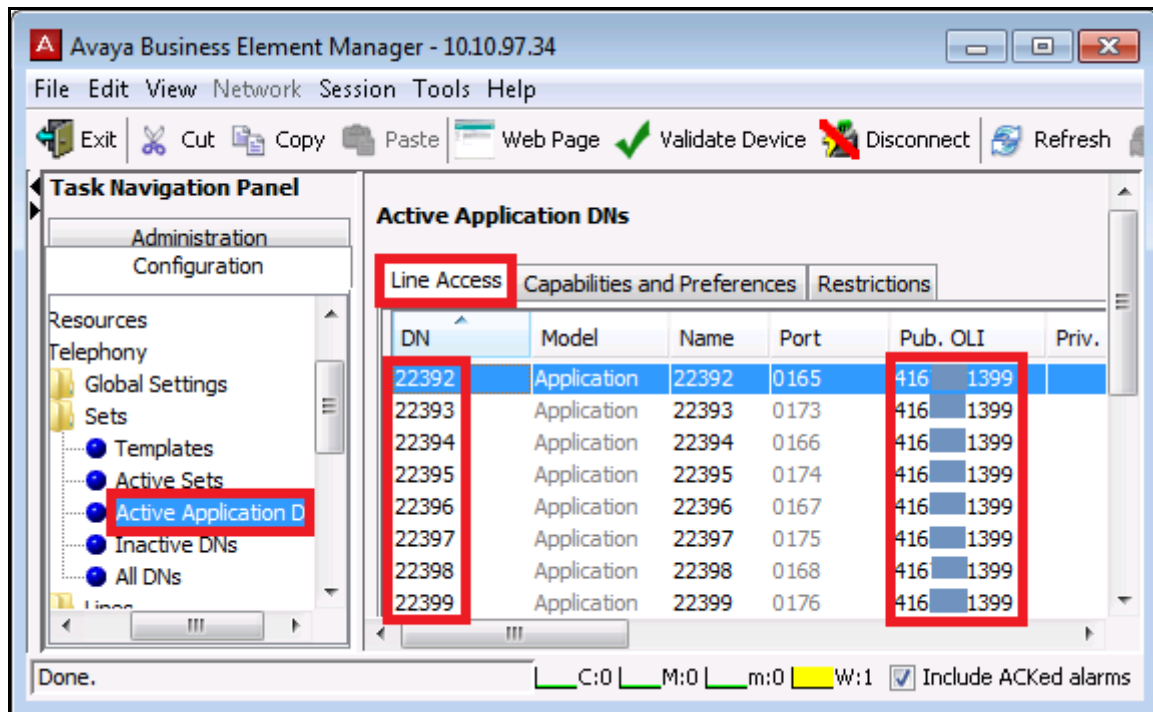 Avaya Business Element Manager - 10.10.97.34
File Edit View Network Session Tools Help
Exit Cut Copy Paste Web Page Validate Device Disconnect Refresh
Task Navigation Panel
Administration
Configuration
Resources
Telephony
Global Settings
Sets
Templates
Active Sets
Active Application D
Inactive DNs
All DNs
Lines
Active Application DNs
Line Access Capabilities and Preferences Restrictions
DN Model Name Port Pub. OLI Priv.
22392 Application 22392 0165 416 1399
22393 Application 22393 0173 416 1399
22394 Application 22394 0166 416 1399
22395 Application 22395 0174 416 1399
22396 Application 22396 0167 416 1399
22397 Application 22397 0175 416 1399
22398 Application 22398 0168 416 1399
22399 Application 22399 0176 416 1399
Done. C:0 M:0 m:0 W:1 Include ACKed alarms